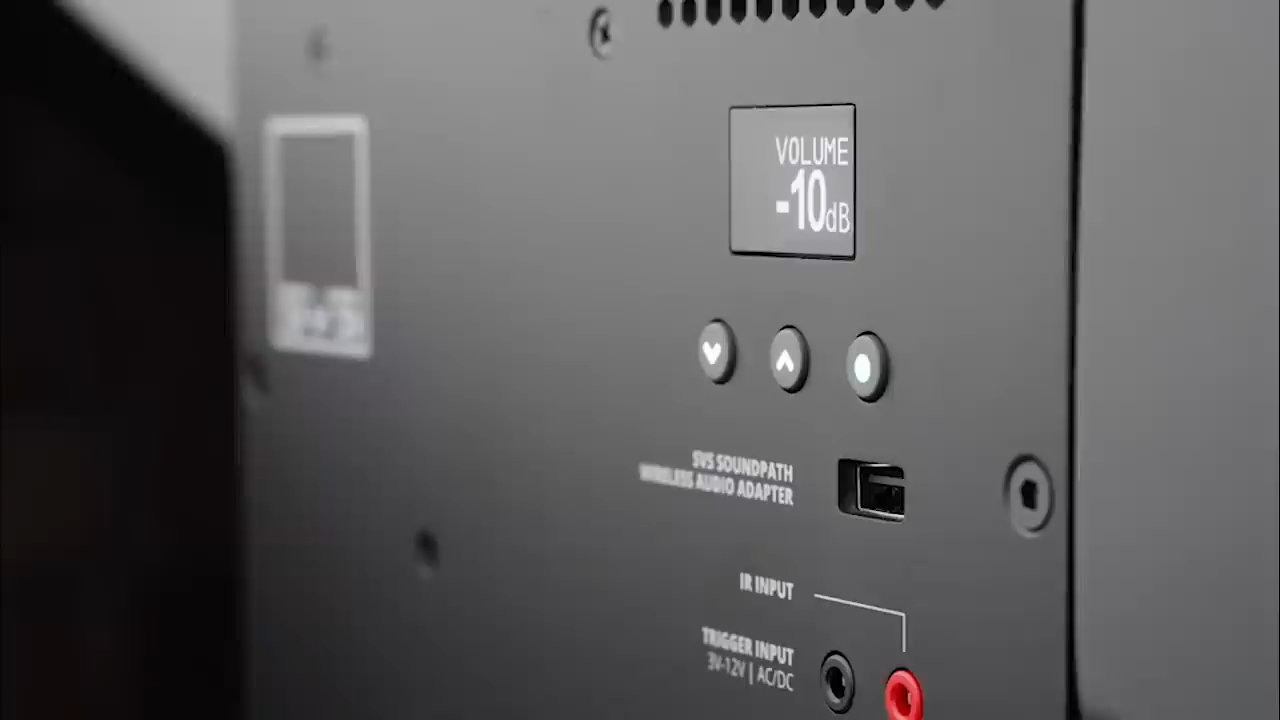 VOLUME
-10dB
SVS SOUNDPATH
WIRELESS AUDIO ADAPTER
IR INPUT
TRIGGER INPUT
3V-12V | AC/DC